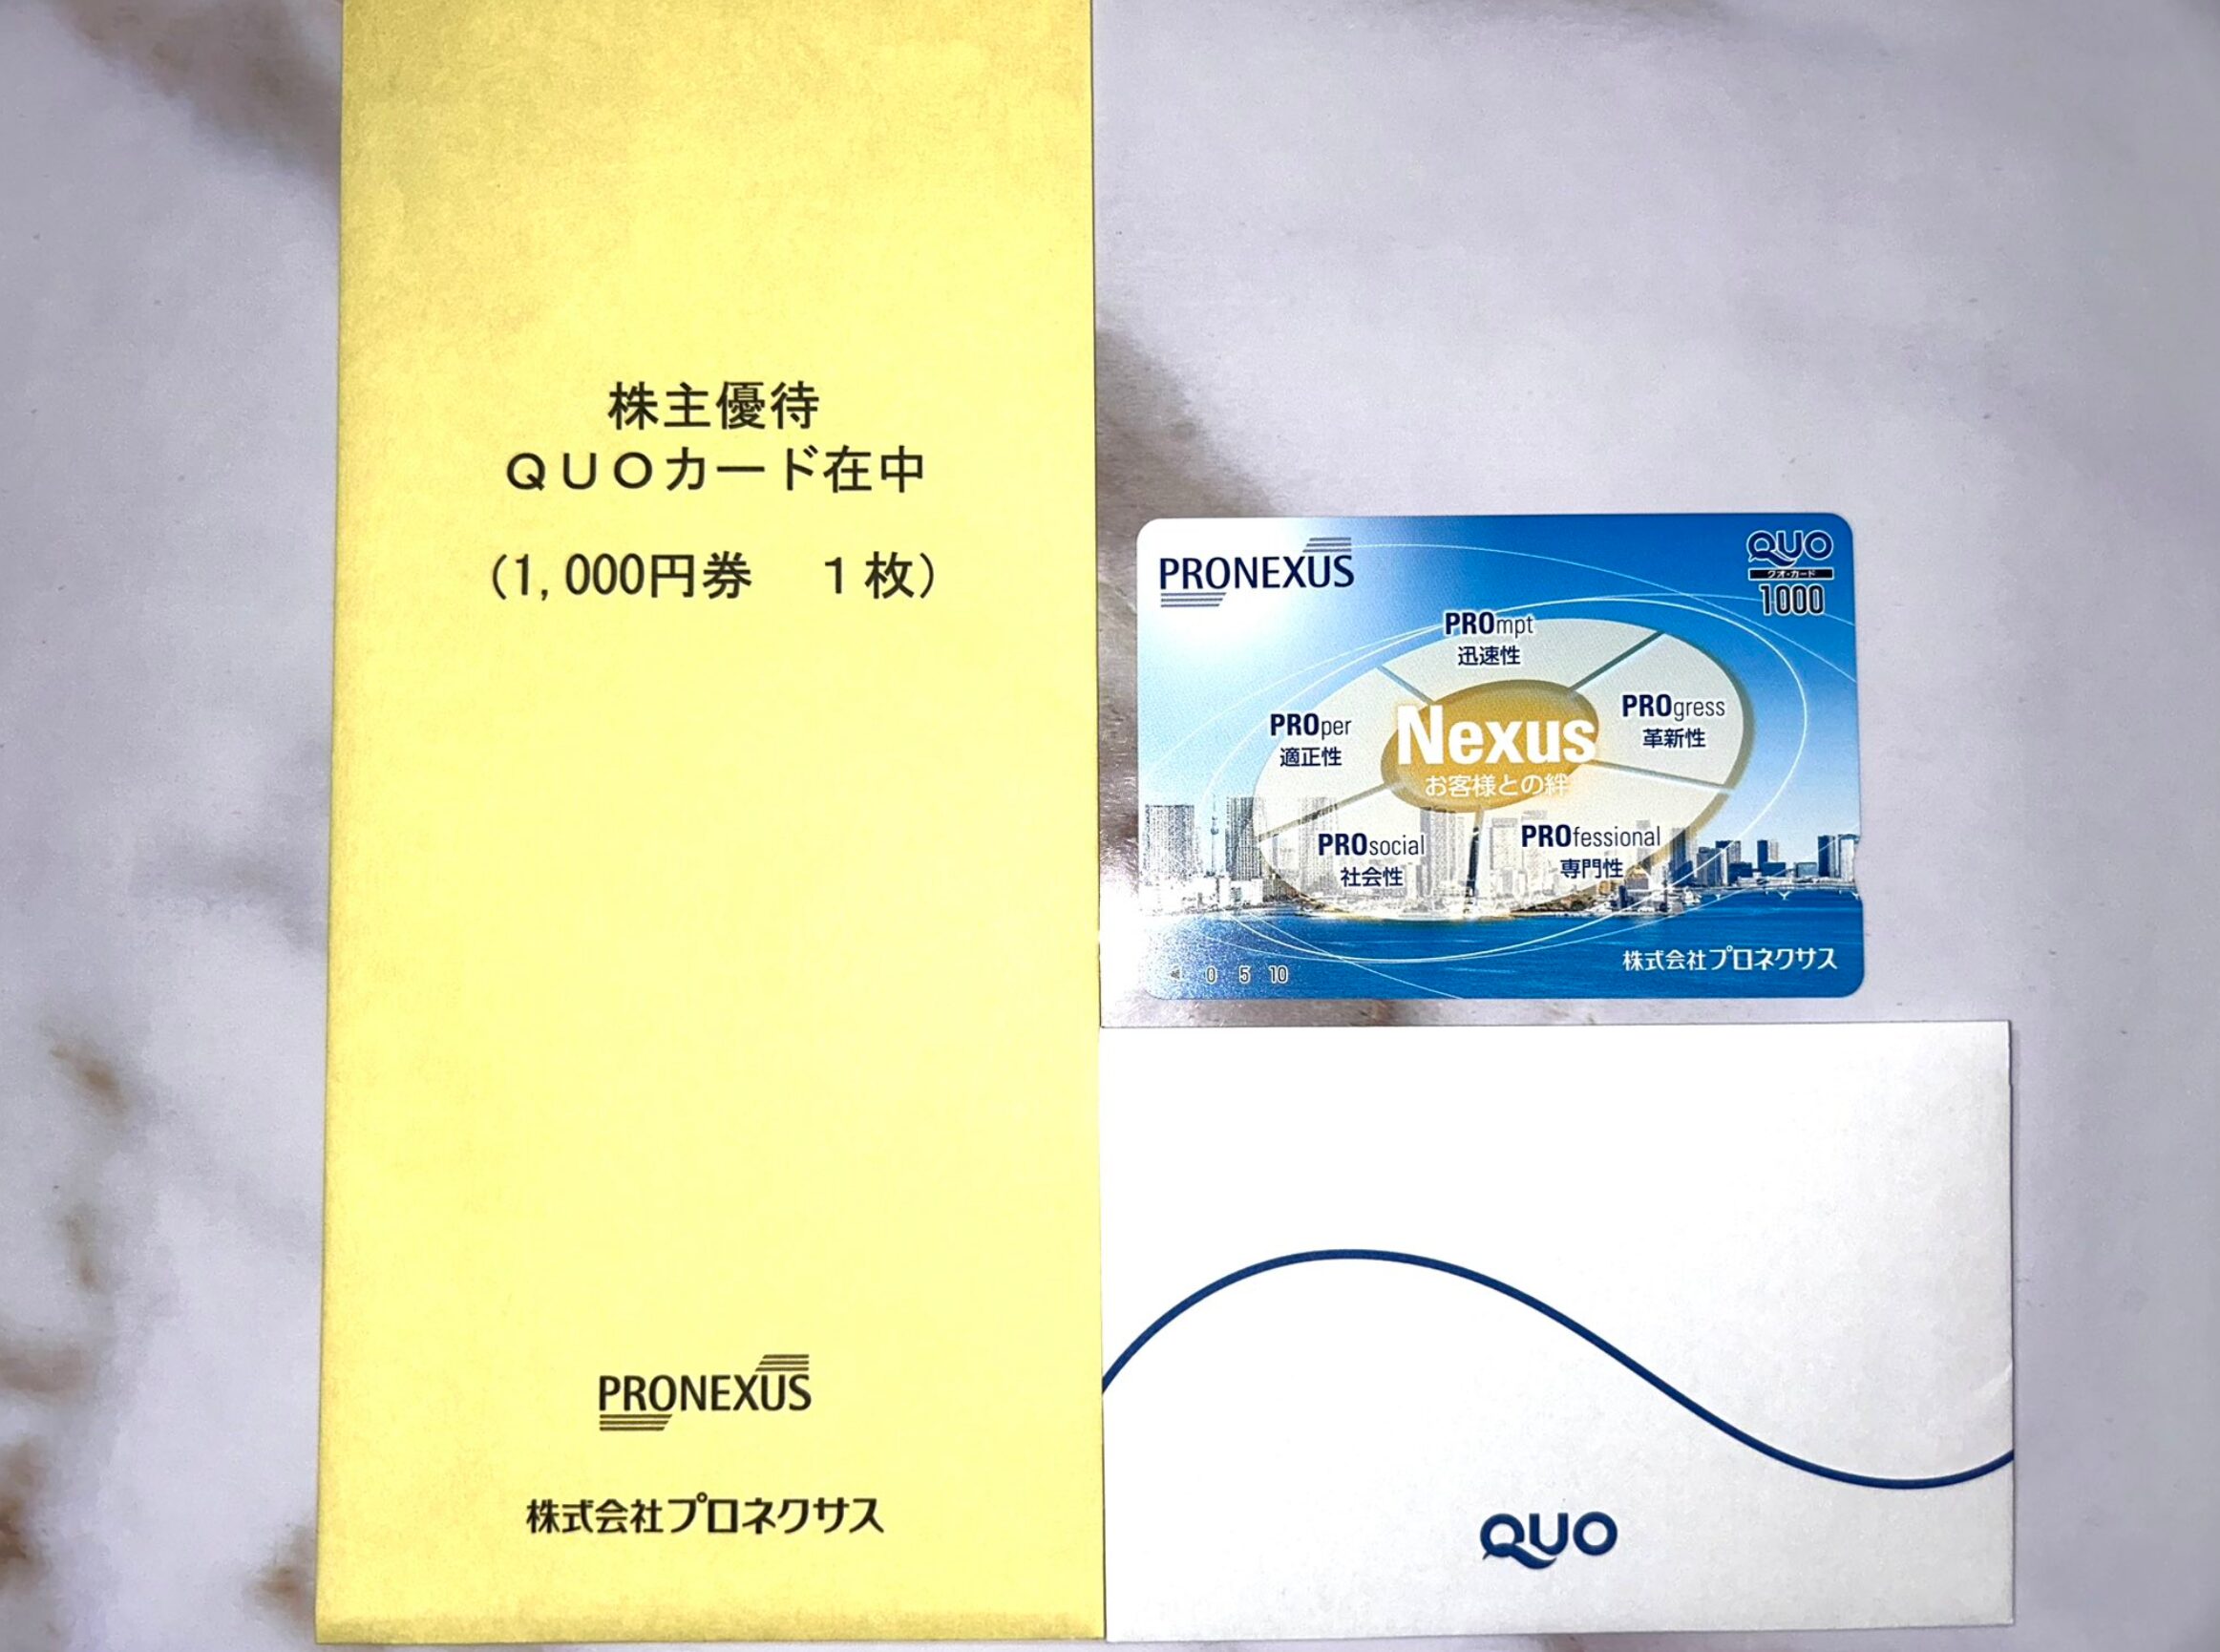 株主優待
QUOカード在中
(1,000円券 1枚)
PRONEXUS
株式会社プロネクサス
PRONEXUS
QUO
クオ・カード
1000
PROmpt
迅速性
PROgress
革新性
PROper
適正性
Nexus
お客様との絆
PROsocial
社会性
PROfessional
専門性
株式会社プロネクサス
◀ 0 5 10
QUO